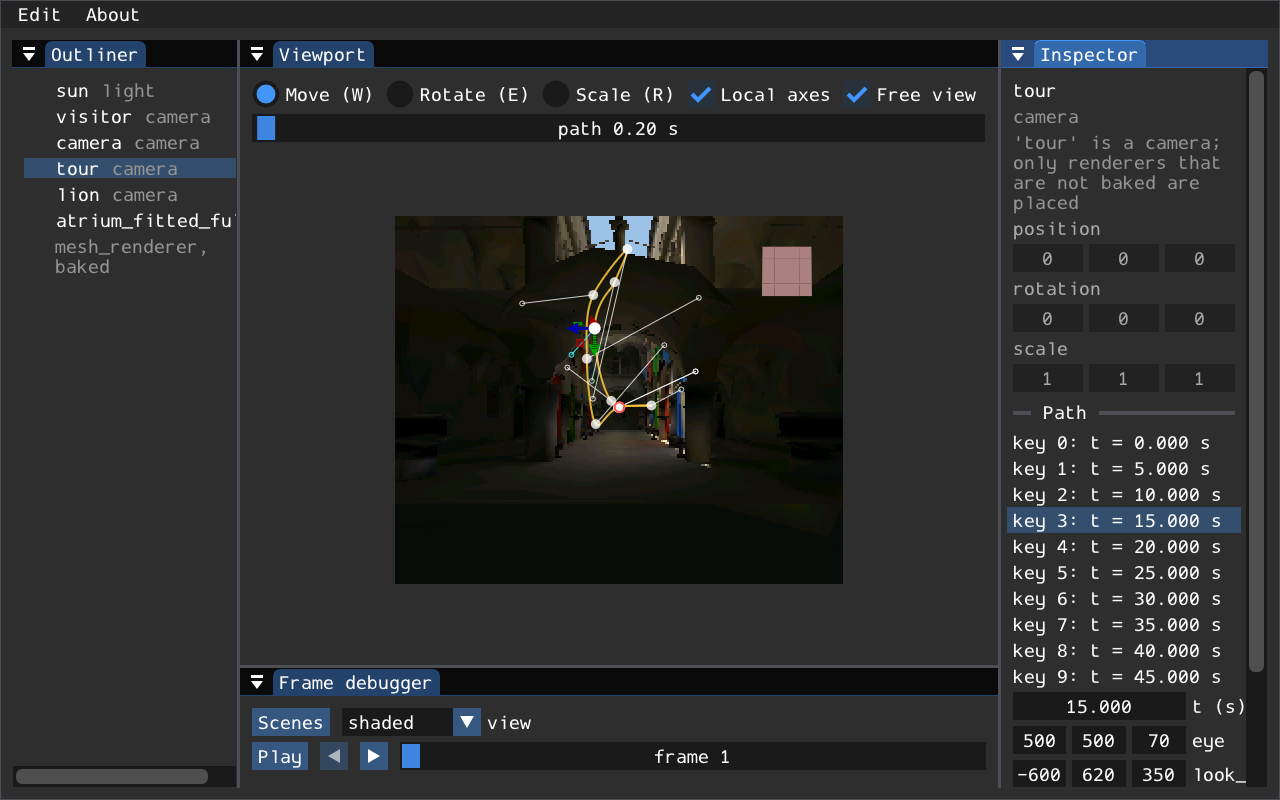 Edit About
Outliner
sun light
visitor camera
camera camera
tour camera
lion camera
atrium_fitted_ful
mesh_renderer,
baked
Viewport
Move (W) Rotate (E) Scale (R) Local axes Free view
path 0.20 s
Frame debugger
Scenes shaded view
Play frame 1
Inspector
tour
camera
'tour' is a camera;
only renderers that
are not baked are
placed
position
0 0 0
rotation
0 0 0
scale
1 1 1
Path
key 0: t = 0.000 s
key 1: t = 5.000 s
key 2: t = 10.000 s
key 3: t = 15.000 s
key 4: t = 20.000 s
key 5: t = 25.000 s
key 6: t = 30.000 s
key 7: t = 35.000 s
key 8: t = 40.000 s
key 9: t = 45.000 s
15.000 t (s)
500 500 70 eye
-600 620 350 look_